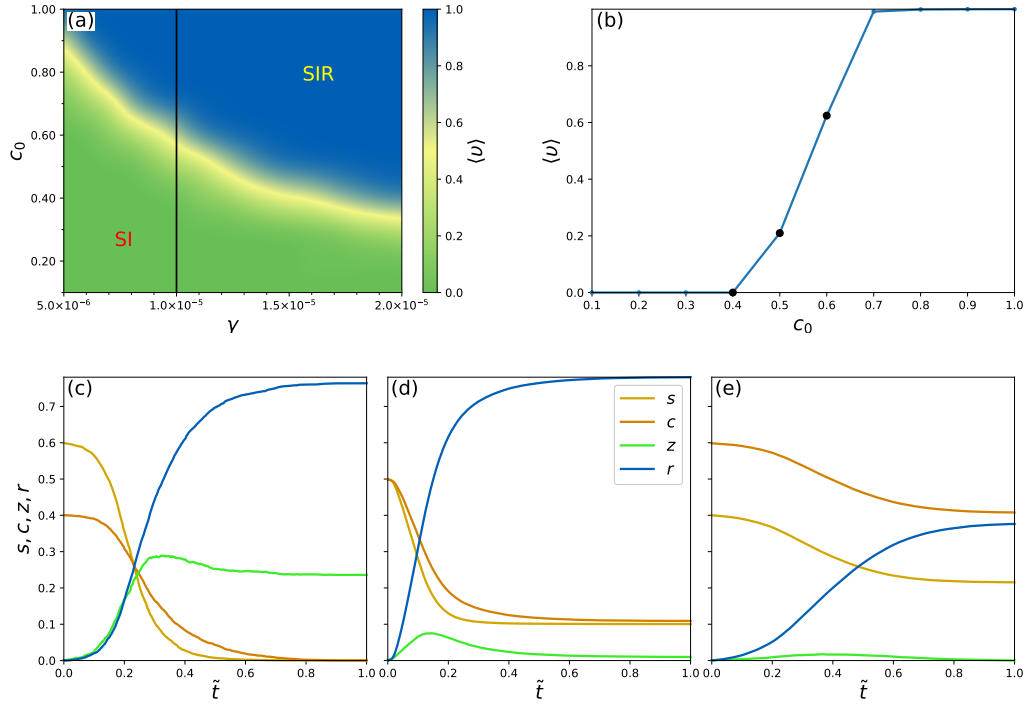 (a)
1.00
0.80
0.60
0.40
0.20
c₀
SIR
SI
5.0×10⁻⁶
1.0×10⁻⁵
1.5×10⁻⁵
2.0×10⁻⁵
γ
1.0
0.8
0.6
0.4
0.2
0.0
⟨υ⟩
(b)
0.8
0.6
0.4
0.2
0.0
⟨υ⟩
0.1 0.2 0.3 0.4 0.5 0.6 0.7 0.8 0.9 1.0
c₀
(c)
0.7
0.6
0.5
0.4
0.3
0.2
0.1
0.0
s, c, z, r
0.0 0.2 0.4 0.6 0.8 1.0
t̃
(d)
s
c
z
r
0.0 0.2 0.4 0.6 0.8 1.0
t̃
(e)
0.0 0.2 0.4 0.6 0.8 1.0
t̃